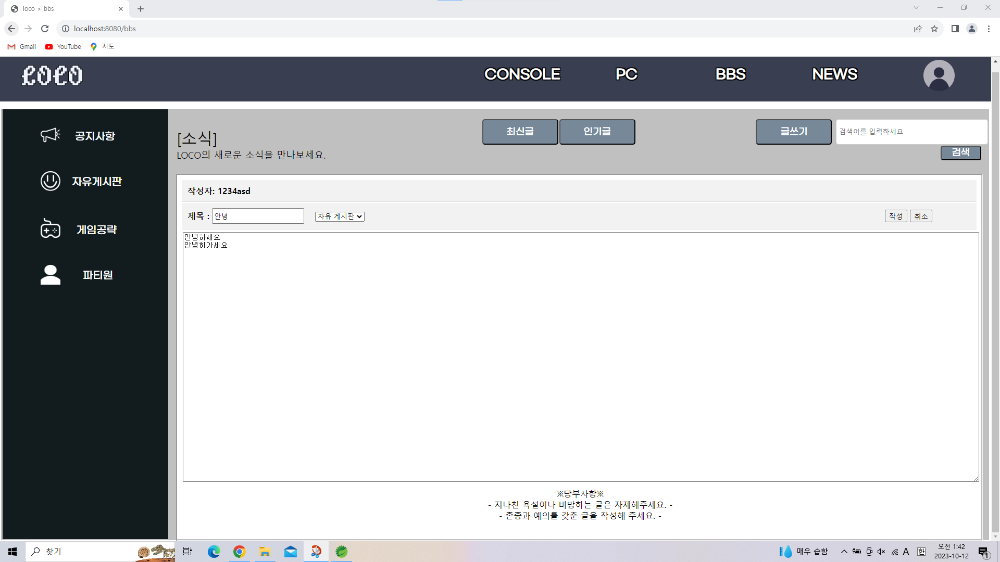 loco > bbs
localhost:8080/bbs
Gmail
YouTube
지도
LOCO
CONSOLE
PC
BBS
NEWS
공지사항
자유게시판
게임공략
파티원
[소식]
LOCO의 새로운 소식을 만나보세요.
최신글
인기글
글쓰기
검색어를 입력하세요
검색
작성자: 1234asd
제목 : 안녕
자유 게시판
작성
취소
안녕하세요
안녕히가세요
※당부사항※
- 지나친 욕설이나 비방하는 글은 자제해주세요. -
- 존중과 예의를 갖춘 글을 작성해 주세요. -
찾기
매우 습함
A
한
오전 1:42
2023-10-12
1